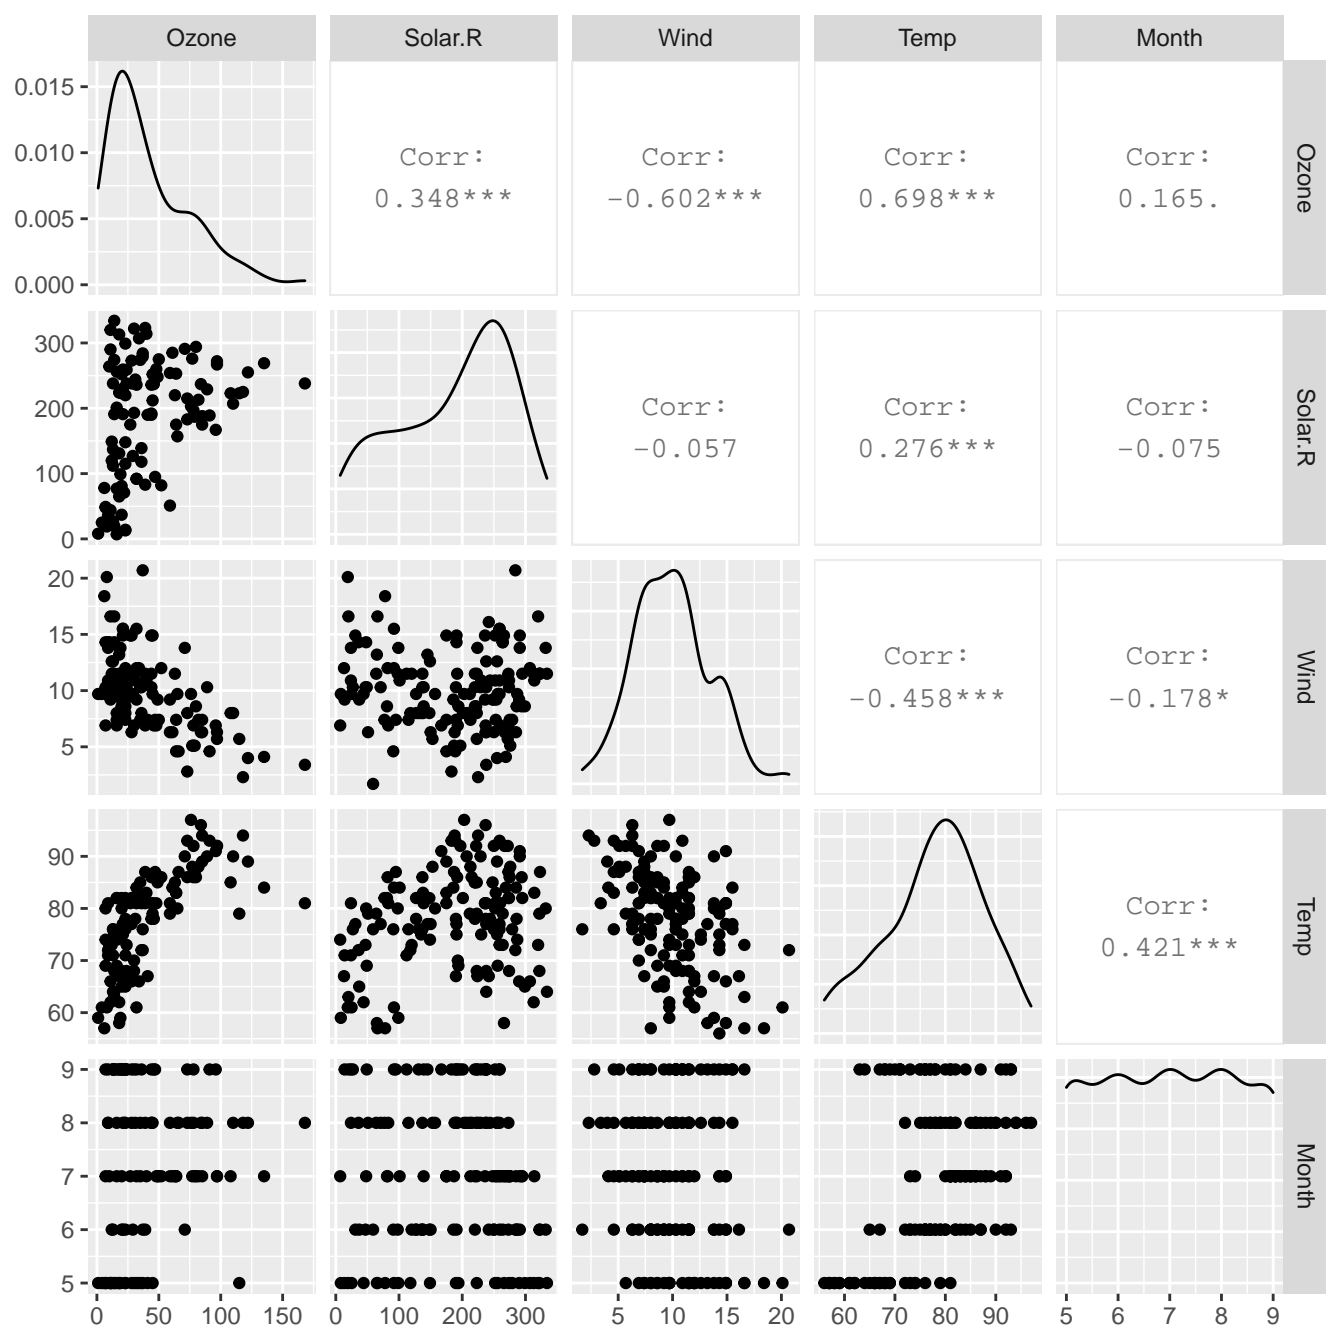 Ozone Solar.R Wind Temp Month
0.015
0.010
0.005
0.000
Corr: Corr: Corr: Corr:
0.348*** -0.602*** 0.698*** 0.165.
Ozone
300
200
100
0
Corr: Corr: Corr:
-0.057 0.276*** -0.075
Solar.R
20
15
10
5
Corr: Corr:
-0.458*** -0.178*
Wind
90
80
70
60
Corr:
0.421***
Temp
9
8
7
6
5
Month
0 50 100 150 0 100 200 300 5 10 15 20 60 70 80 90 5 6 7 8 9